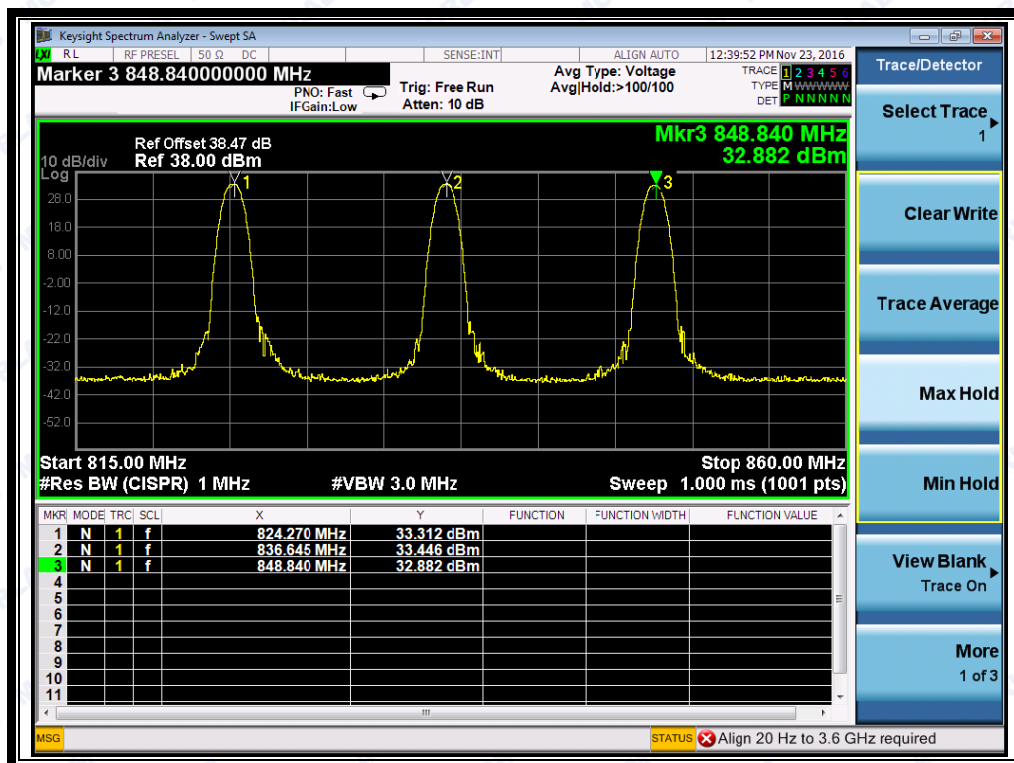 Keysight Spectrum Analyzer - Swept SA
LXI RL RF PRESEL 50 Ω DC SENSE:INT ALIGN AUTO 12:39:52 PM Nov 23, 2016
Marker 3 848.840000000 MHz
PNO: Fast
IFGain:Low
Trig: Free Run
Atten: 10 dB
Avg Type: Voltage
Avg|Hold:>100/100
TRACE 1 2 3 4 5 6
TYPE M WWWWW
DET P N N N N N
Ref Offset 38.47 dB
10 dB/div Ref 38.00 dBm
Log
Mkr3 848.840 MHz
32.882 dBm
1 2 3
28.0
18.0
8.00
-2.00
-12.0
-22.0
-32.0
-42.0
-52.0
Start 815.00 MHz Stop 860.00 MHz
#Res BW (CISPR) 1 MHz #VBW 3.0 MHz Sweep 1.000 ms (1001 pts)
MKR MODE TRC SCL X Y FUNCTION FUNCTION WIDTH FUNCTION VALUE
1 N 1 f 824.270 MHz 33.312 dBm
2 N 1 f 836.645 MHz 33.446 dBm
3 N 1 f 848.840 MHz 32.882 dBm
4
5
6
7
8
9
10
11
MSG STATUS Align 20 Hz to 3.6 GHz required
Trace/Detector
Select Trace
1
Clear Write
Trace Average
Max Hold
Min Hold
View Blank
Trace On
More
1 of 3